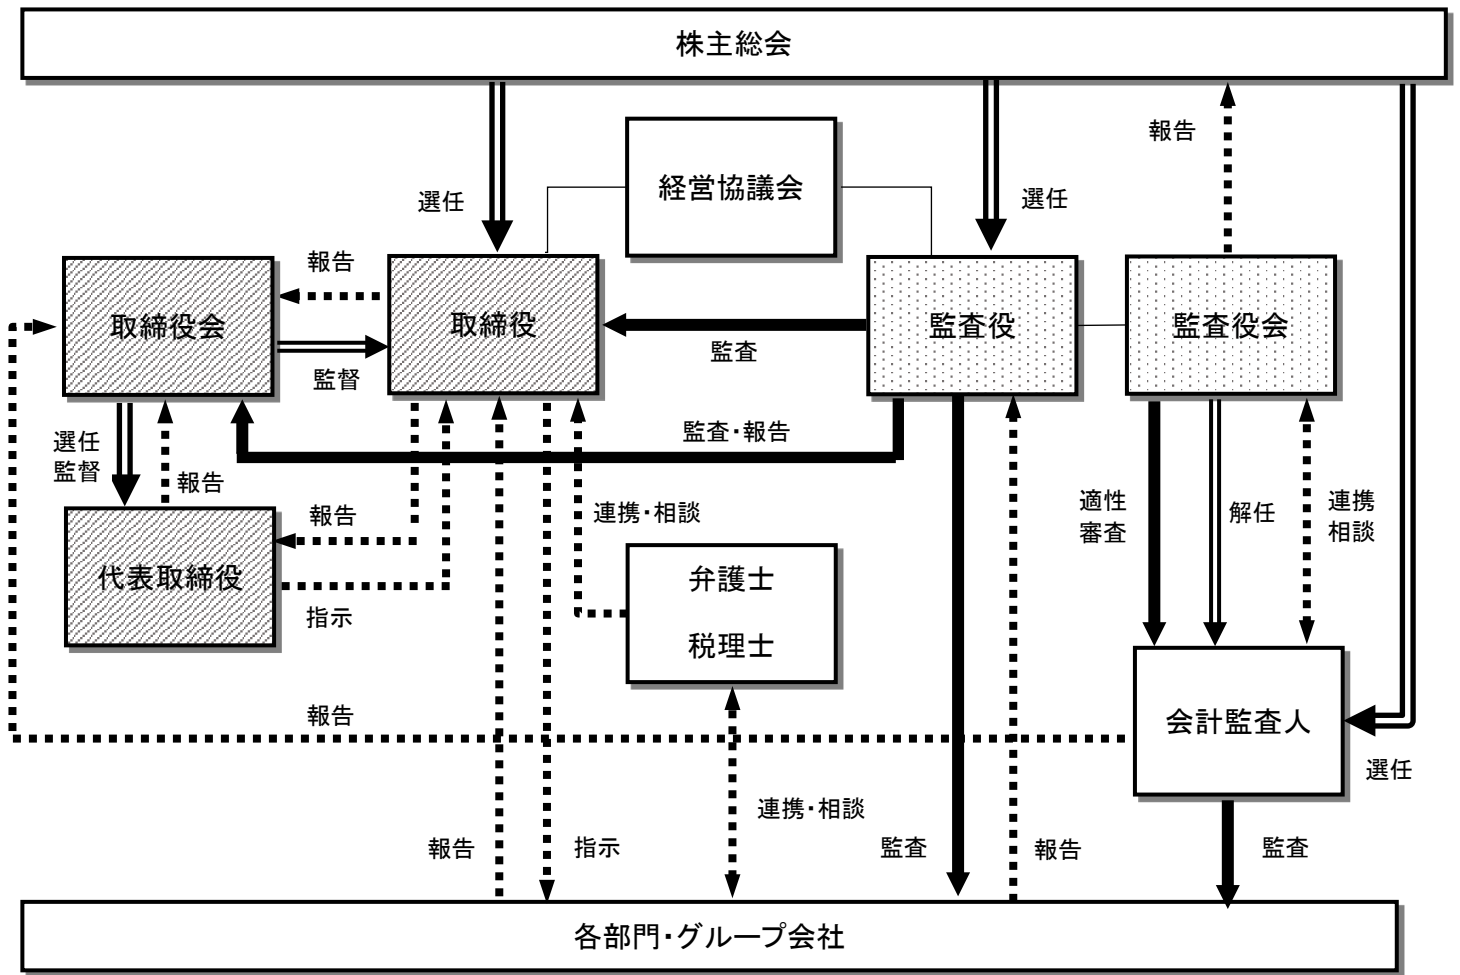 株主総会
報告
選任
経営協議会
選任
報告
取締役会
取締役
監査役
監査役会
監督
監査
選任
監督
報告
監査・報告
報告
連携・相談
適性
審査
解任
連携
相談
代表取締役
指示
弁護士
税理士
報告
会計監査人
選任
連携・相談
報告
指示
監査
報告
監査
各部門・グループ会社